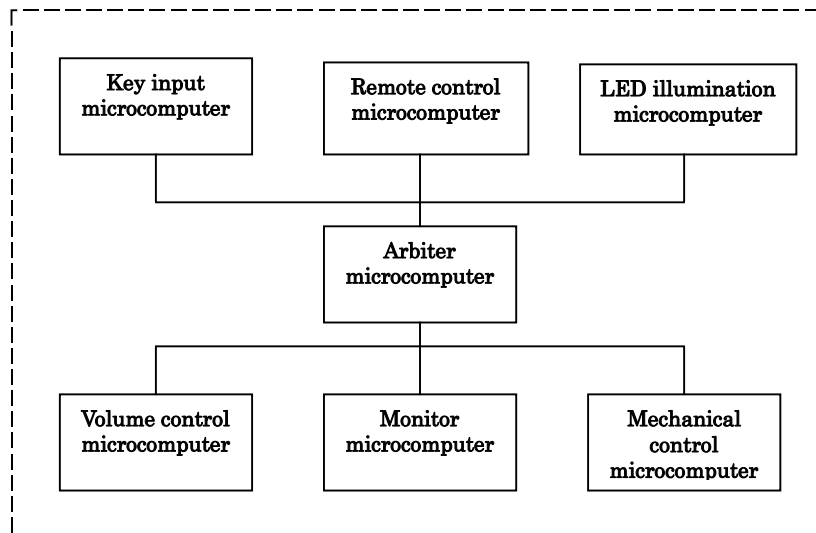 Key input
microcomputer
Remote control
microcomputer
LED illumination
microcomputer
Arbiter
microcomputer
Volume control
microcomputer
Monitor
microcomputer
Mechanical
control
microcomputer